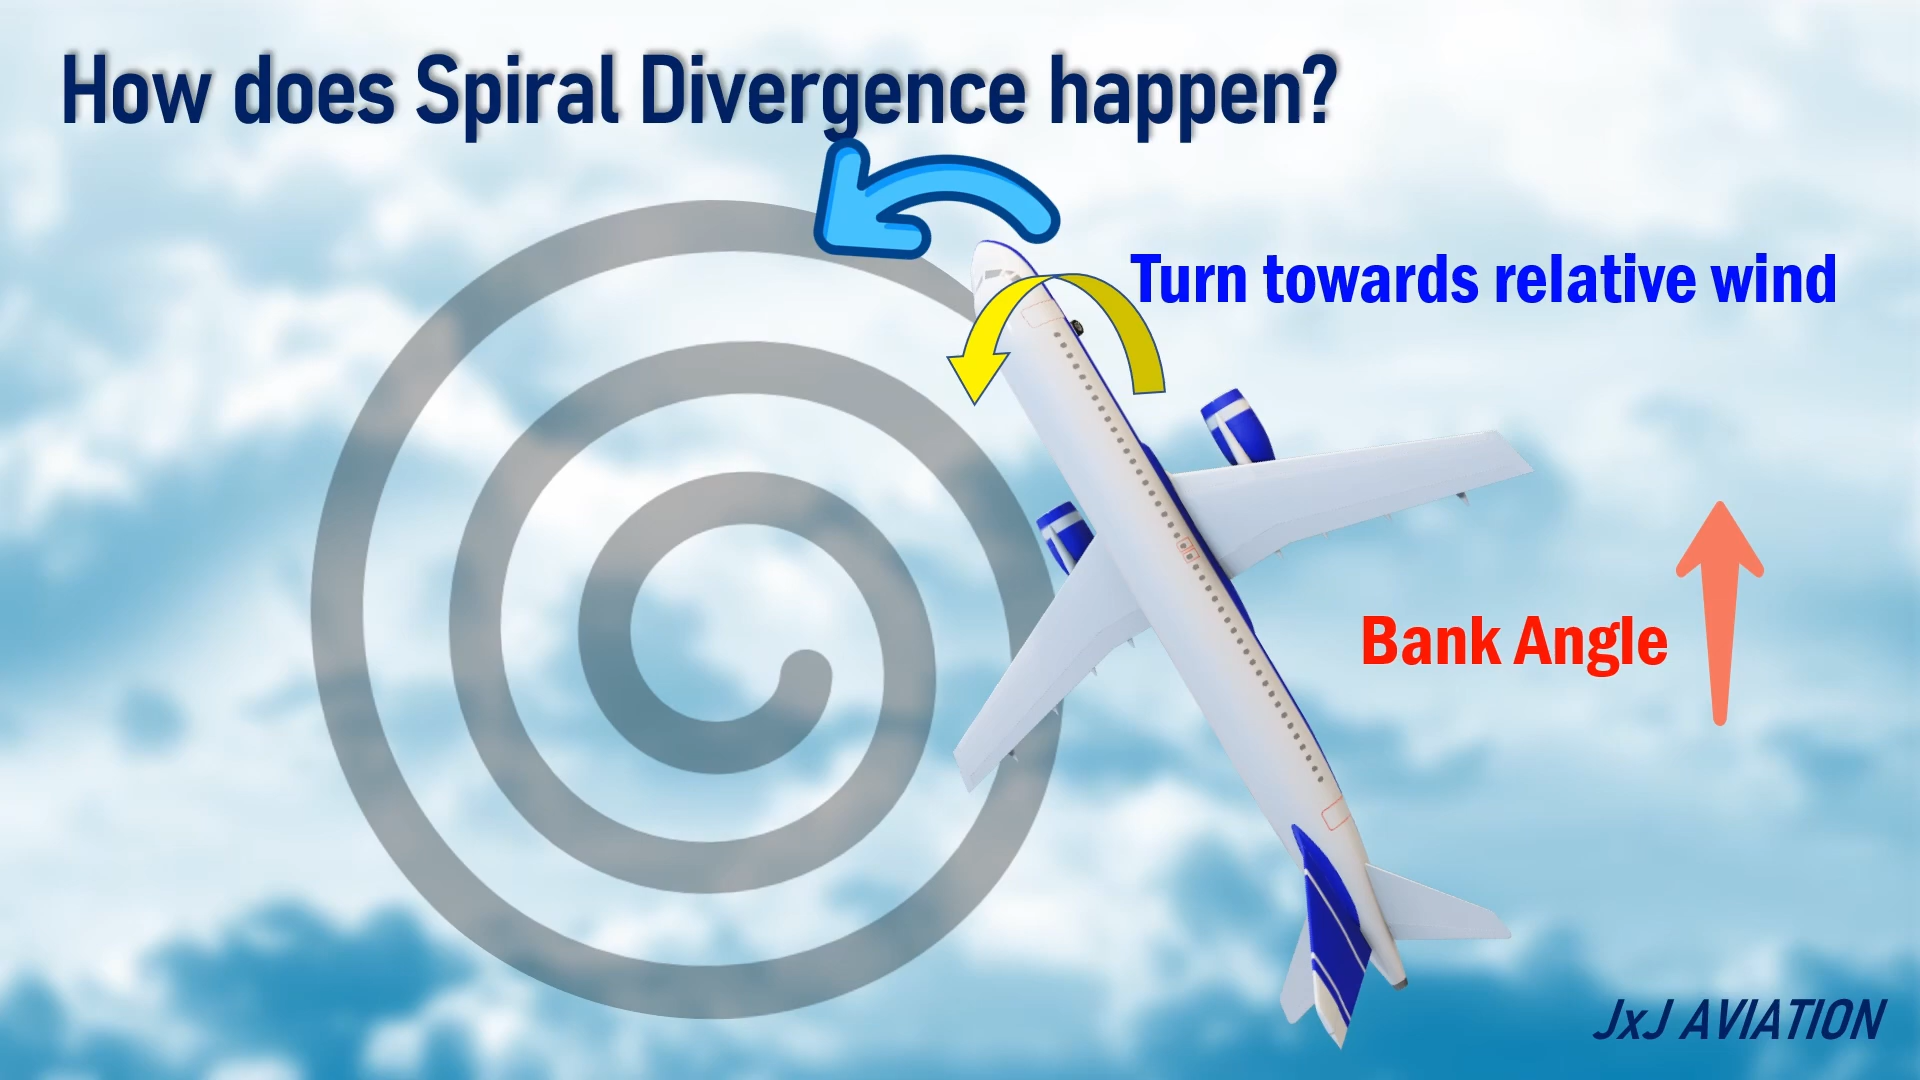 How does Spiral Divergence happen?
Turn towards relative wind
Bank Angle
JxJ AVIATION